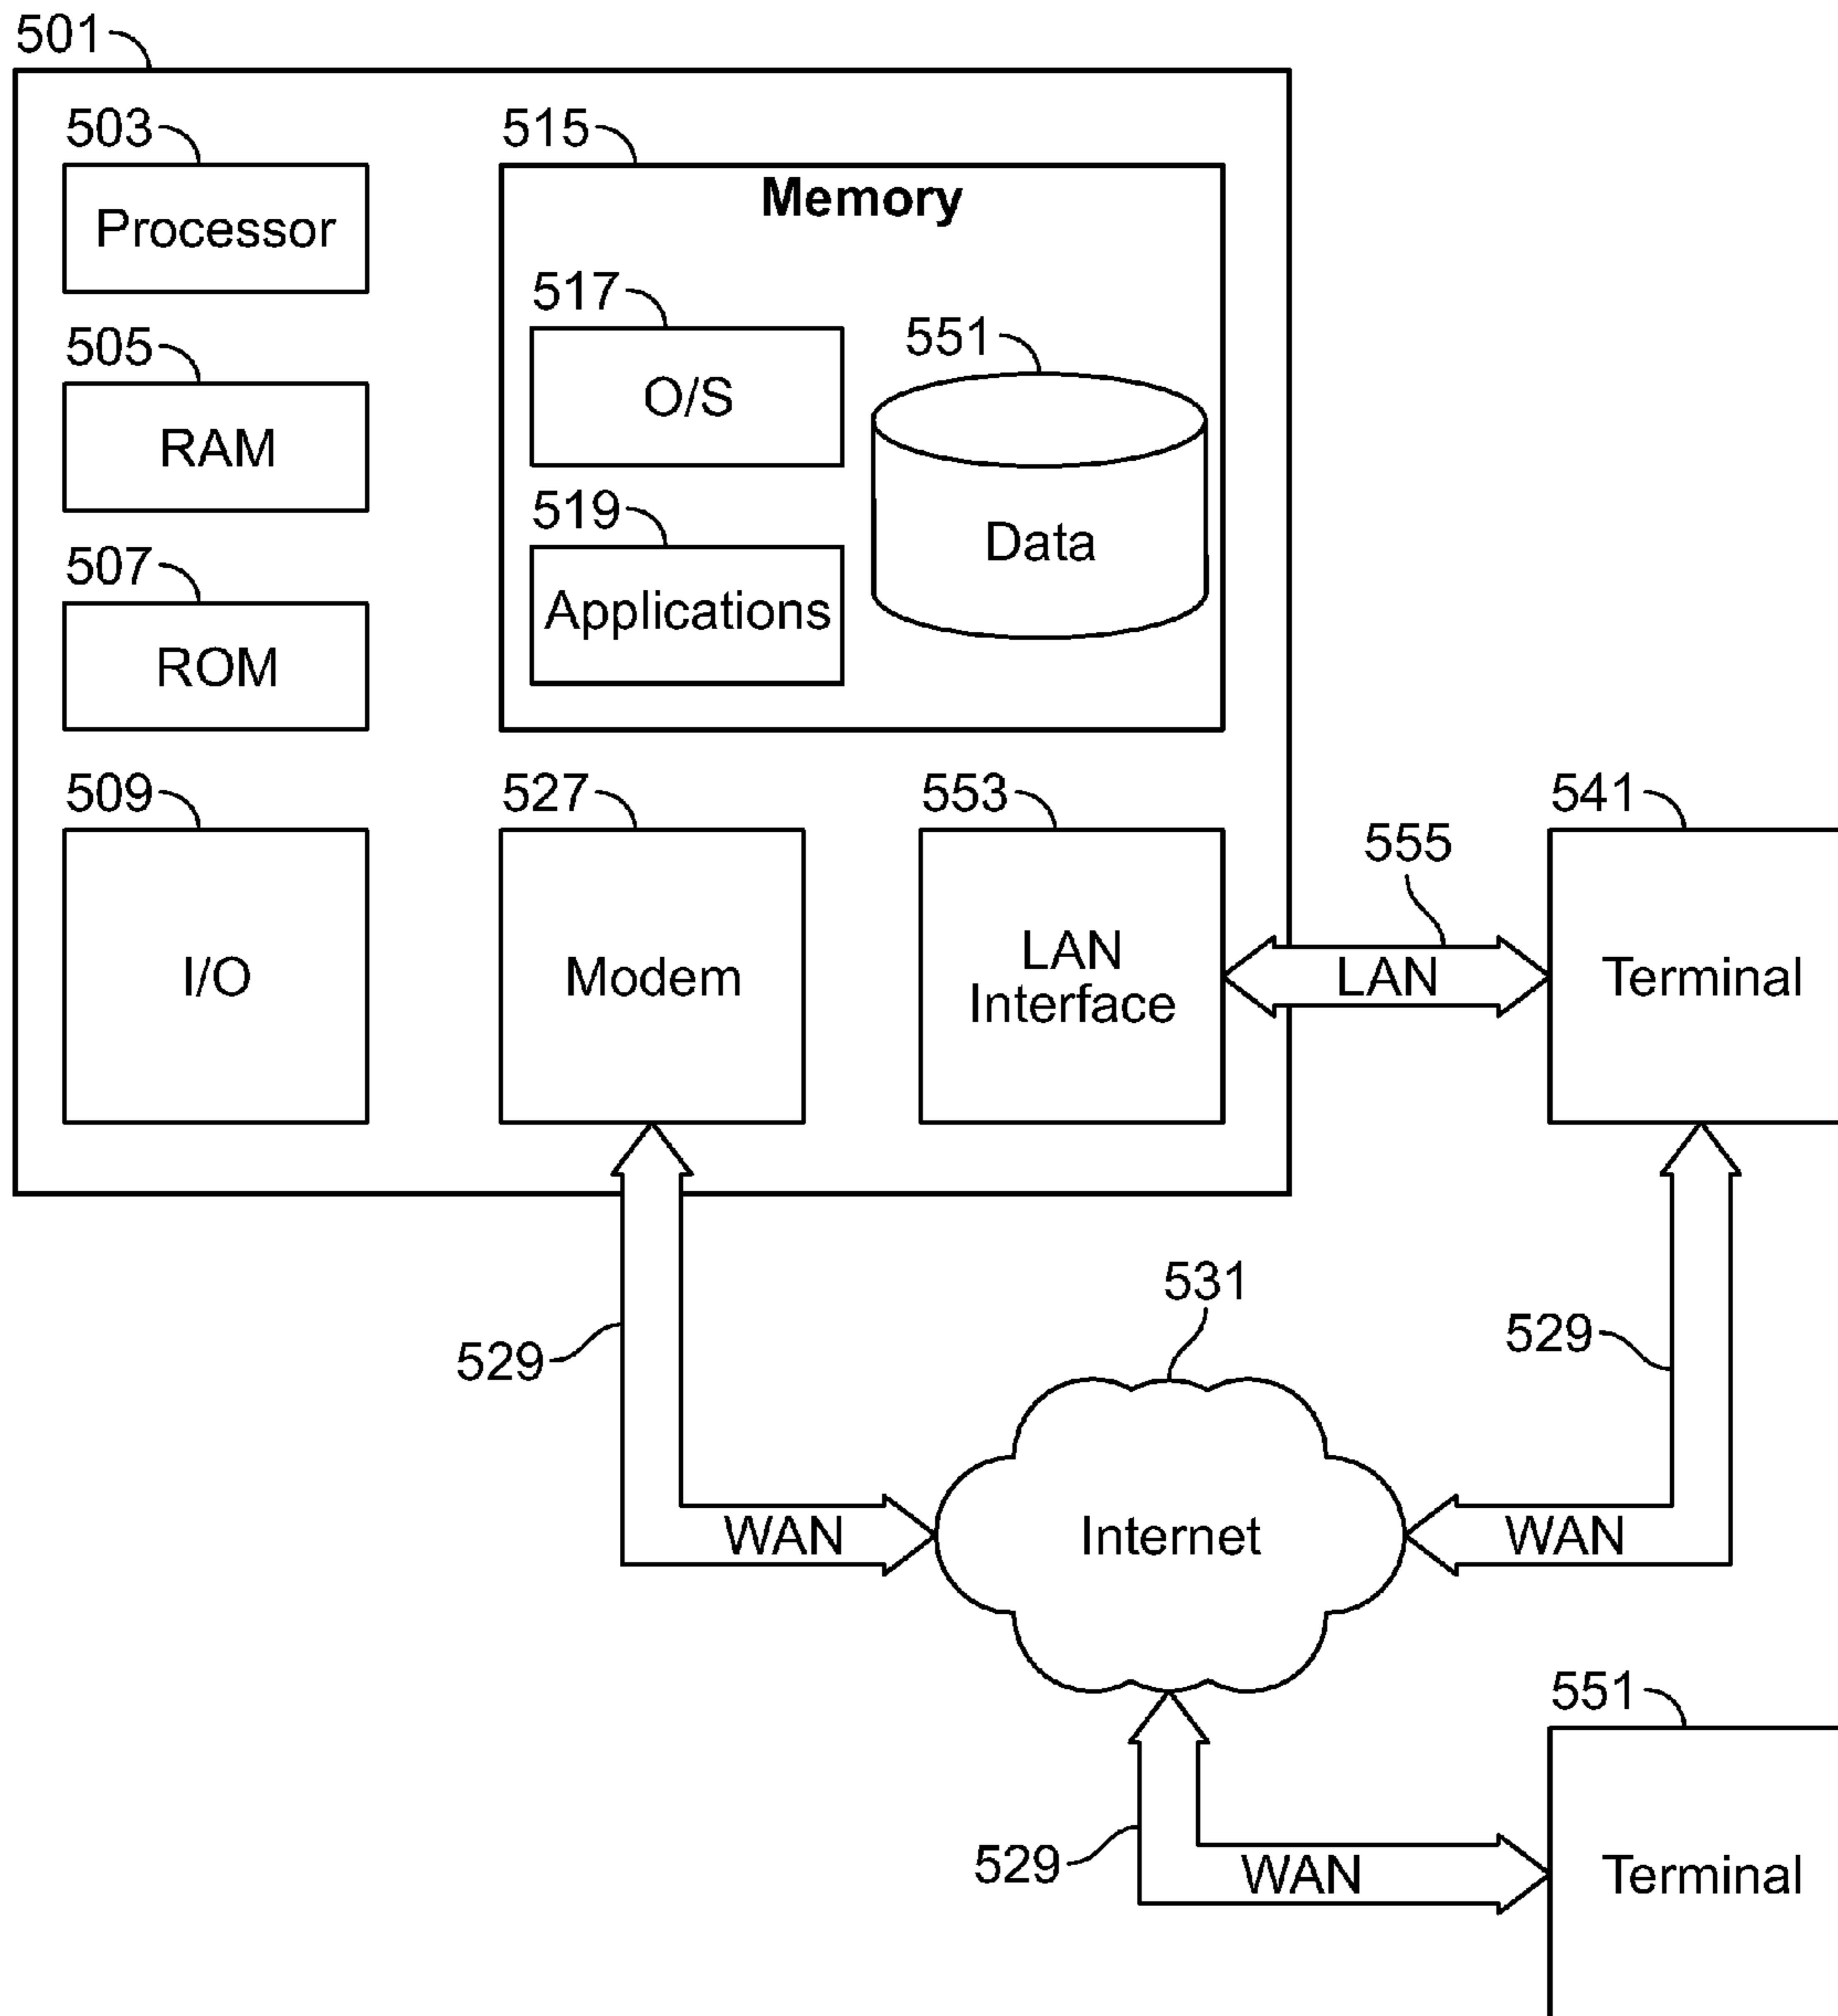 501
503
515
Processor
Memory
517
551
505
O/S
RAM
519
Data
507
Applications
ROM
509
527
553
541
555
I/O
Modem
LAN
Interface
LAN
Terminal
531
529
529
WAN
Internet
WAN
551
529
WAN
Terminal